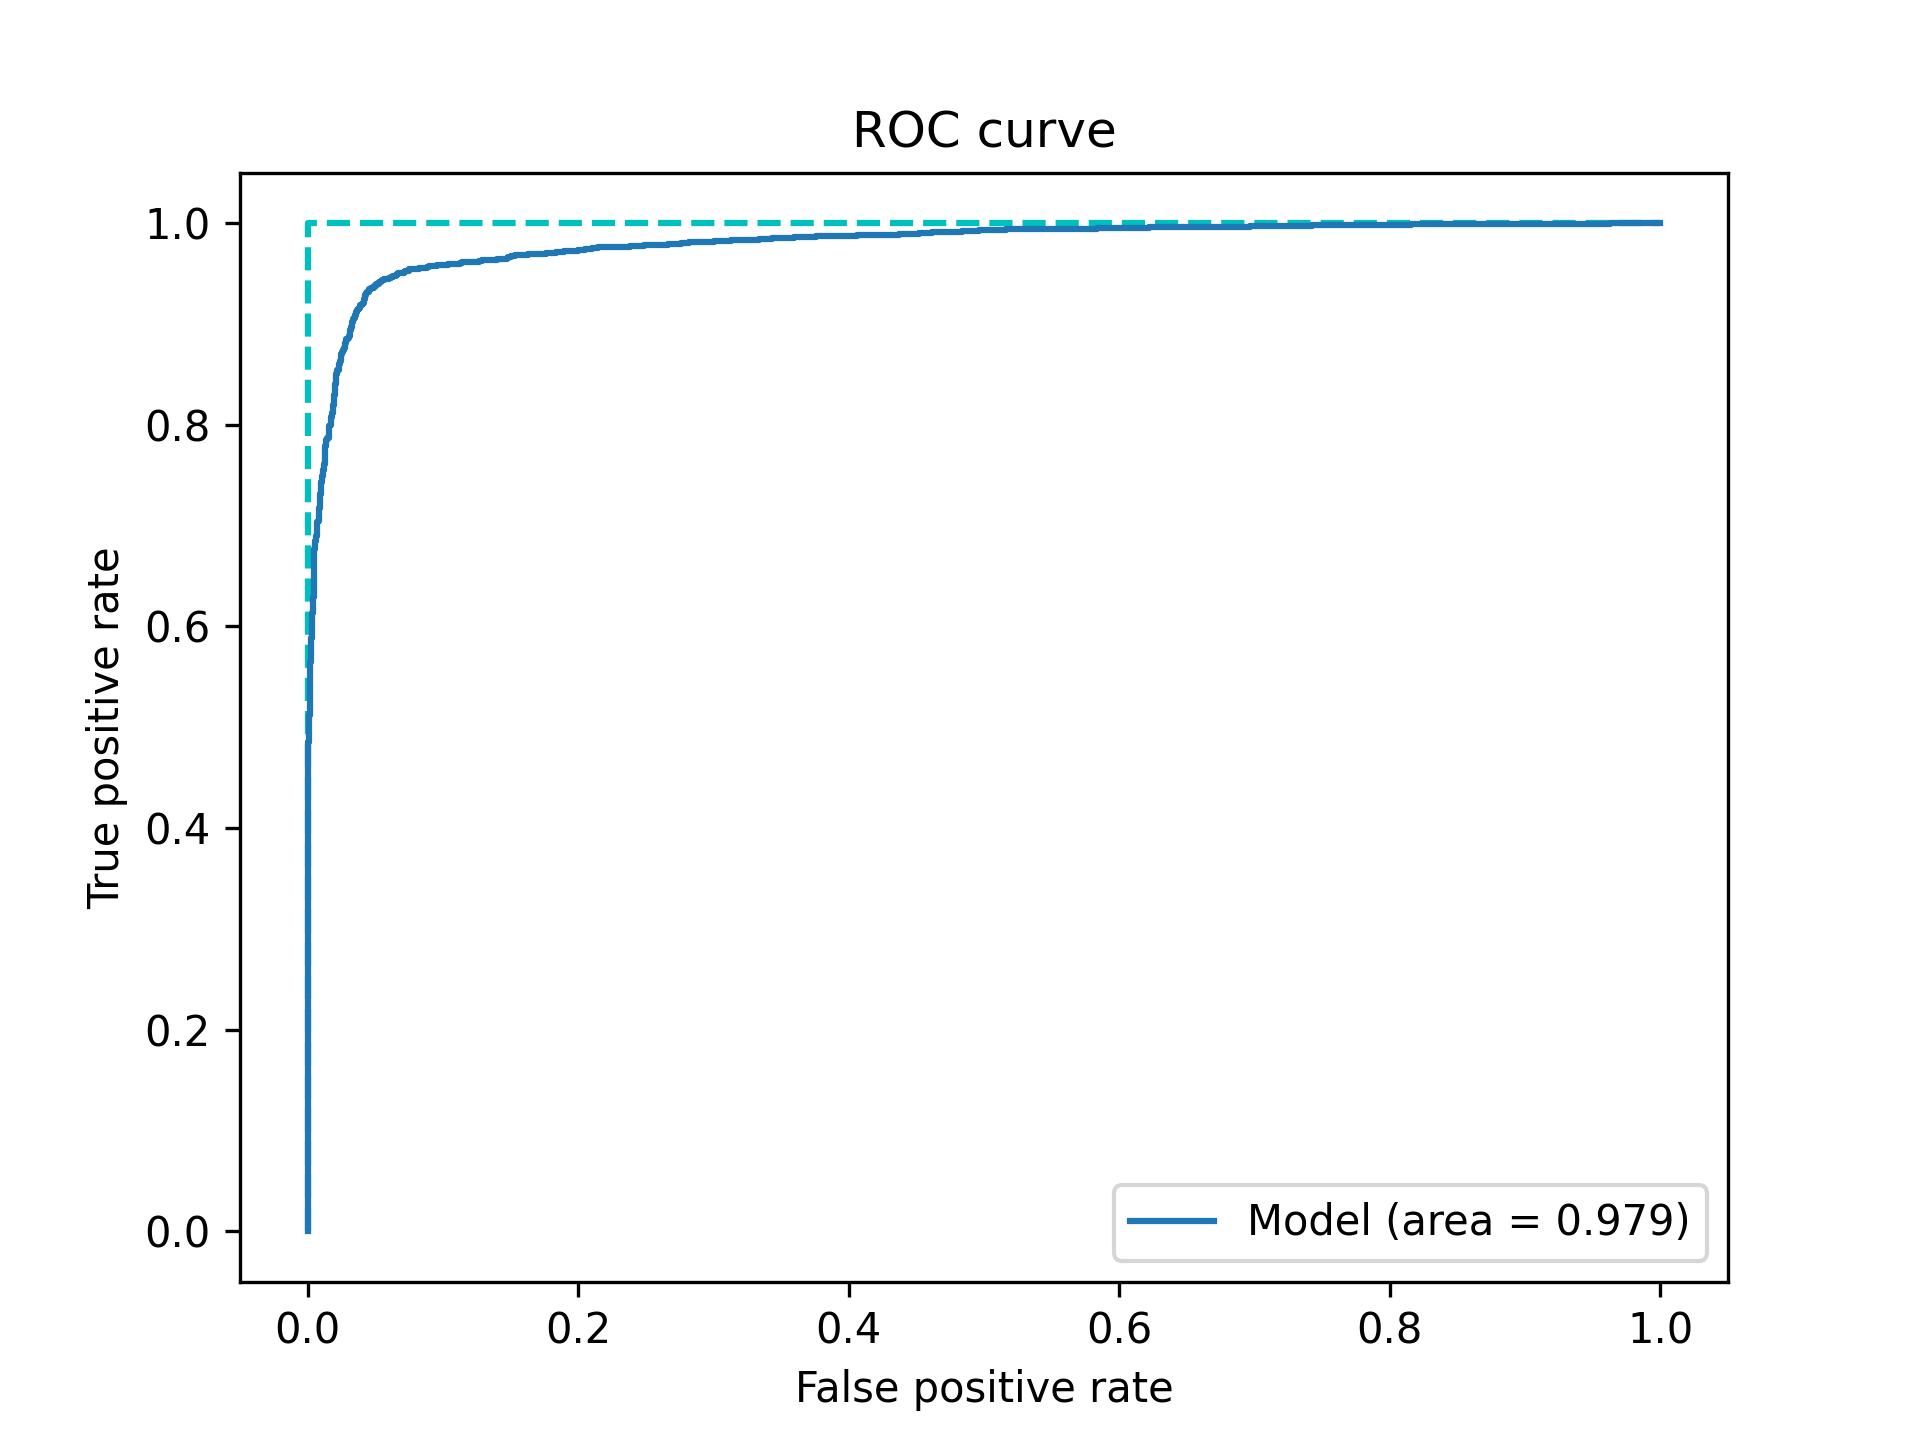 ROC curve
True positive rate
1.0
0.8
0.6
0.4
0.2
0.0
Model (area = 0.979)
0.0 0.2 0.4 0.6 0.8 1.0
False positive rate